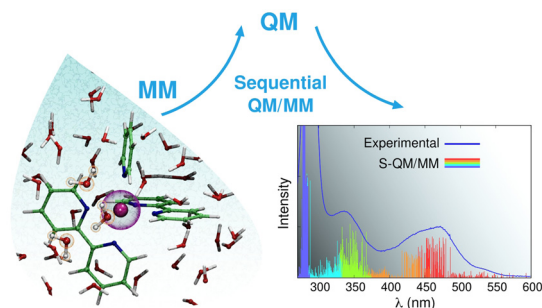 QM
MM
Sequential
QM/MM
Experimental
S-QM/MM
Intensity
300 350 400 450 500 550 600
λ (nm)